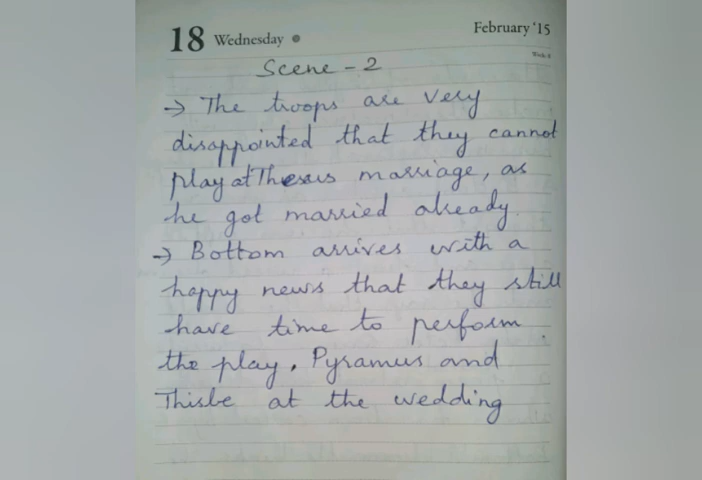 18 Wednesday
February '15
Week 8
Scene - 2
→ The troops are very
disappointed that they cannot
play at Theseus marriage, as
he got married already.
→ Bottom arrives with a
happy news that they still
have time to perform
the play, Pyramus and
Thisbe at the wedding